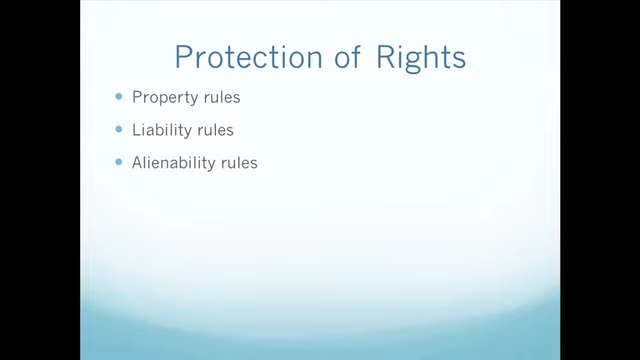 Protection of Rights
• Property rules
• Liability rules
• Alienability rules